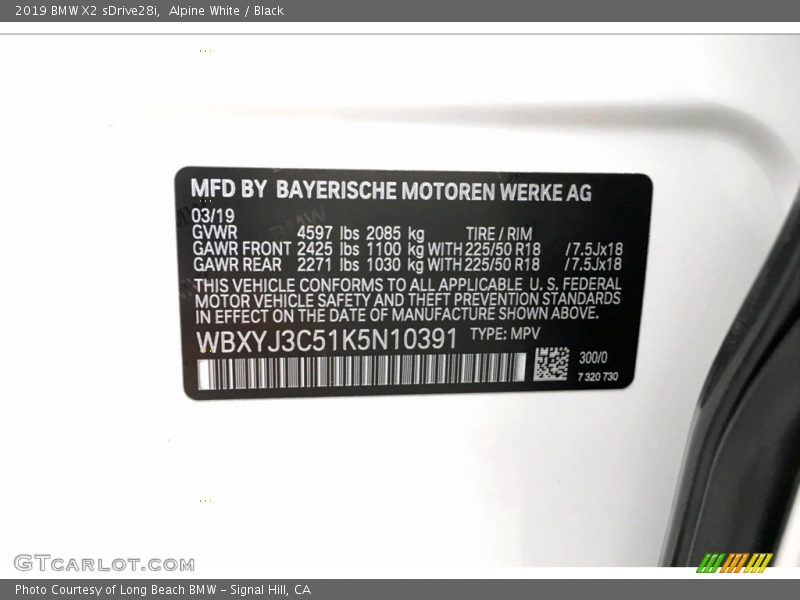 2019 BMW X2 sDrive28i, Alpine White / Black
MFD BY BAYERISCHE MOTOREN WERKE AG
03/19
GVWR 4597 lbs 2085 kg TIRE / RIM
GAWR FRONT 2425 lbs 1100 kg WITH 225/50 R18 /7.5Jx18
GAWR REAR 2271 lbs 1030 kg WITH 225/50 R18 /7.5Jx18
THIS VEHICLE CONFORMS TO ALL APPLICABLE U. S. FEDERAL
MOTOR VEHICLE SAFETY AND THEFT PREVENTION STANDARDS
IN EFFECT ON THE DATE OF MANUFACTURE SHOWN ABOVE.
WBXYJ3C51K5N10391 TYPE: MPV
300/0
7 320 730
GTCARLOT.COM
Photo Courtesy of Long Beach BMW - Signal Hill, CA